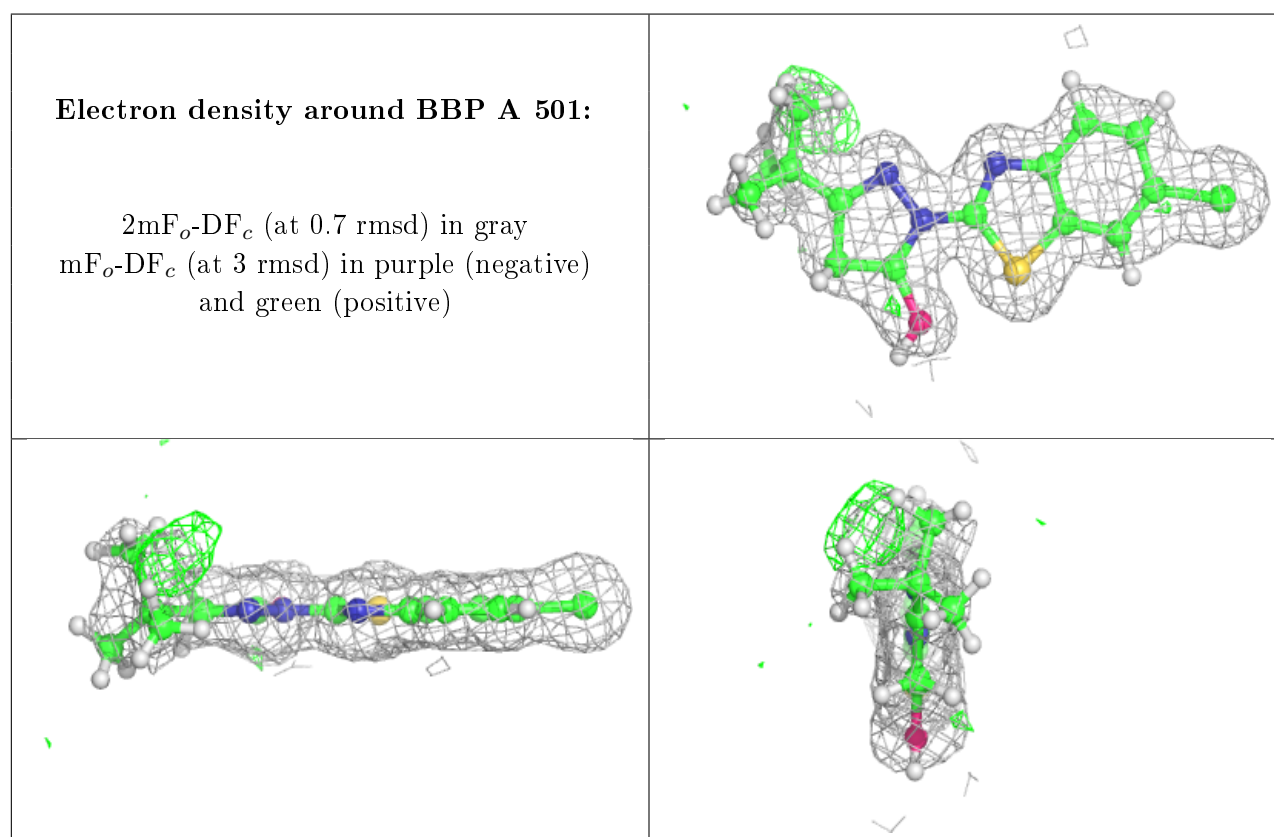 Electron density around BBP A 501:
2mFo-DFc (at 0.7 rmsd) in gray
mFo-DFc (at 3 rmsd) in purple (negative)
and green (positive)